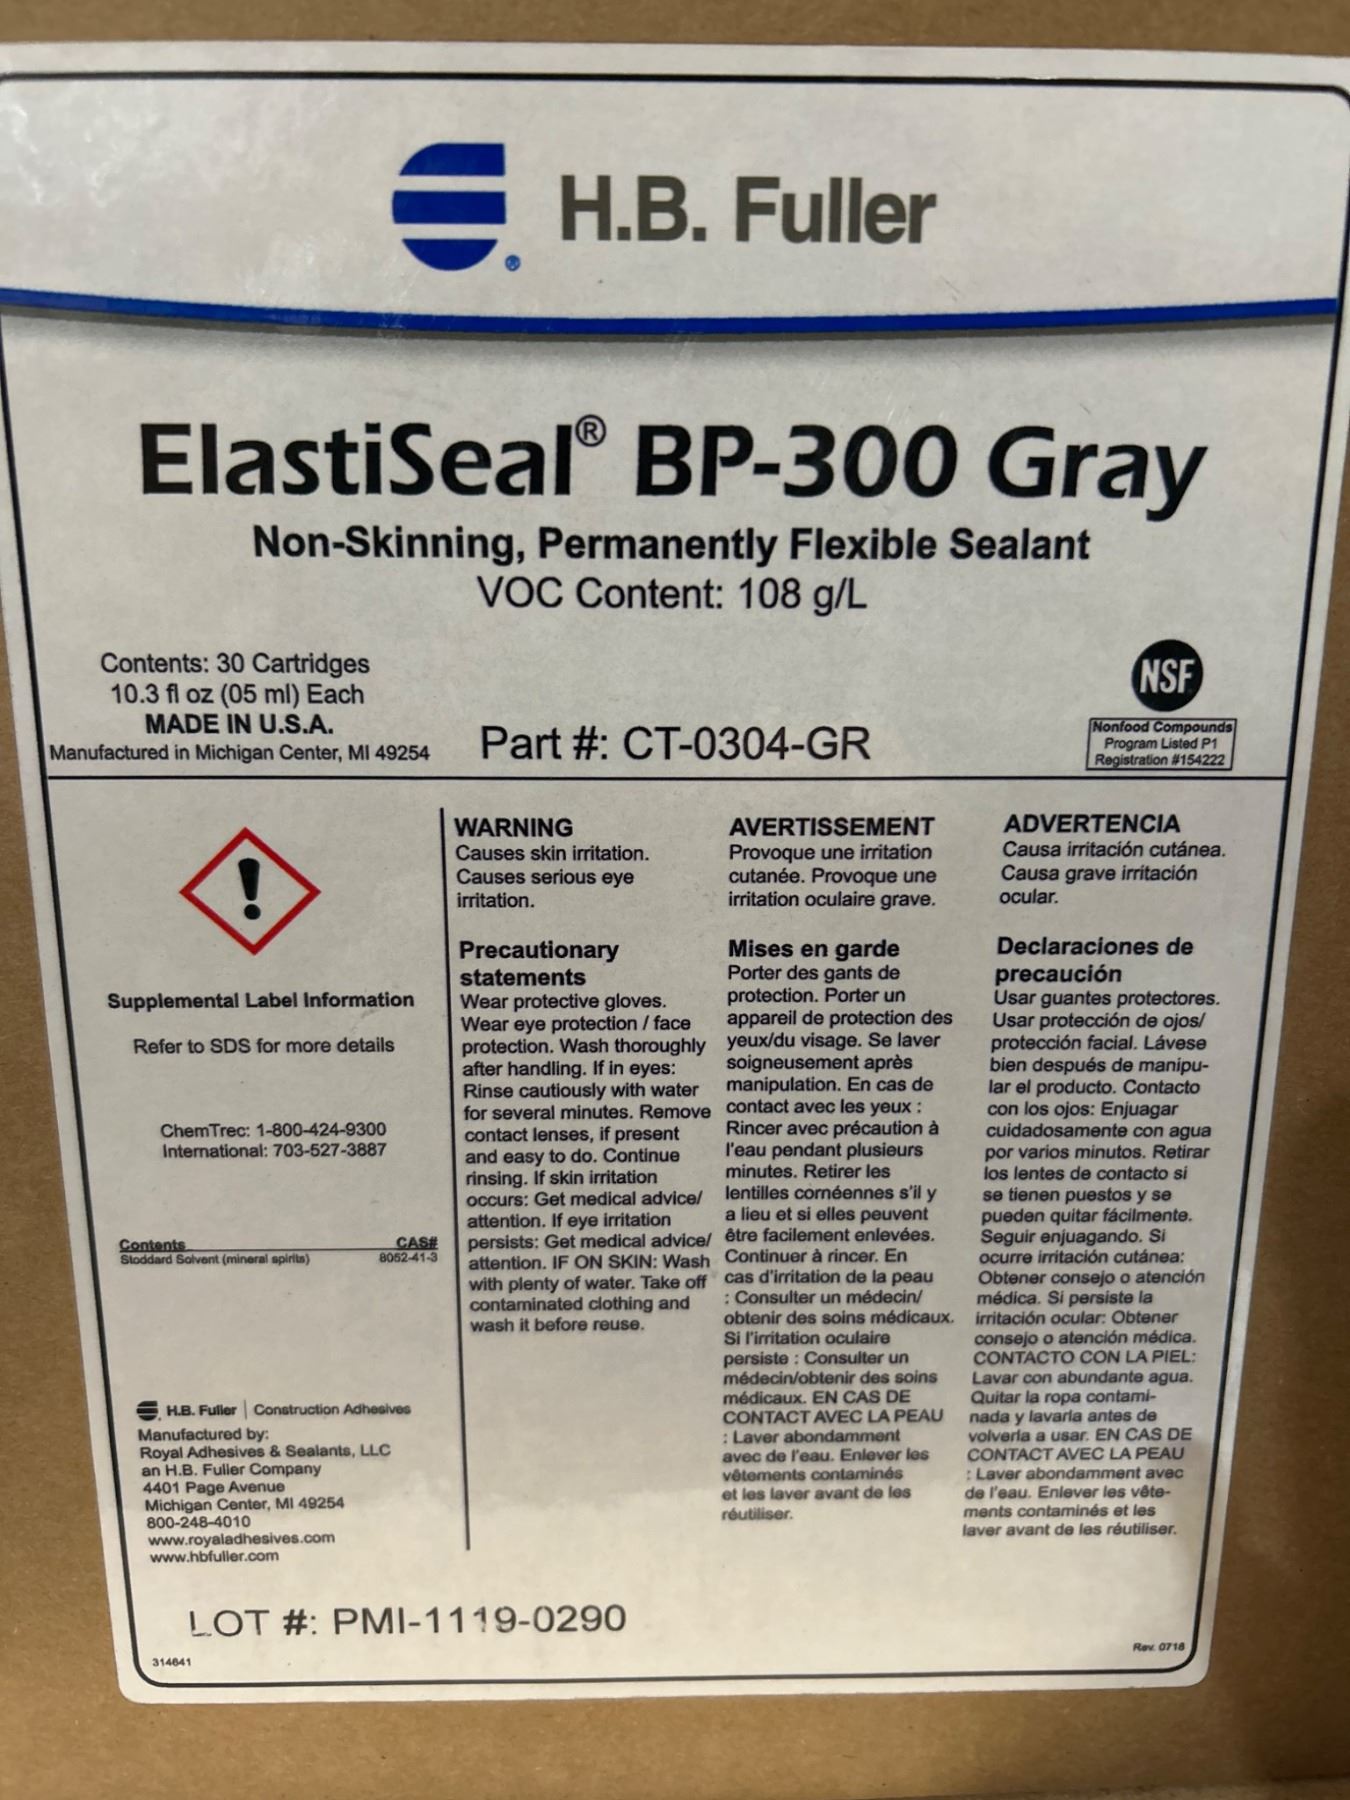 H.B. Fuller
®
ElastiSeal® BP-300 Gray
Non-Skinning, Permanently Flexible Sealant
VOC Content: 108 g/L
Contents: 30 Cartridges
10.3 fl oz (05 ml) Each
MADE IN U.S.A.
Manufactured in Michigan Center, MI 49254
Part #: CT-0304-GR
NSF
Nonfood Compounds
Program Listed P1
Registration #154222
Supplemental Label Information
Refer to SDS for more details
ChemTrec: 1-800-424-9300
International: 703-527-3887
Contents CAS#
Stoddard Solvent (mineral spirits) 8052-41-3
H.B. Fuller | Construction Adhesives
Manufactured by:
Royal Adhesives & Sealants, LLC
an H.B. Fuller Company
4401 Page Avenue
Michigan Center, MI 49254
800-248-4010
www.royaladhesives.com
www.hbfuller.com
WARNING
Causes skin irritation.
Causes serious eye
irritation.
Precautionary
statements
Wear protective gloves.
Wear eye protection / face
protection. Wash thoroughly
after handling. If in eyes:
Rinse cautiously with water
for several minutes. Remove
contact lenses, if present
and easy to do. Continue
rinsing. If skin irritation
occurs: Get medical advice/
attention. If eye irritation
persists: Get medical advice/
attention. IF ON SKIN: Wash
with plenty of water. Take off
contaminated clothing and
wash it before reuse.
AVERTISSEMENT
Provoque une irritation
cutanée. Provoque une
irritation oculaire grave.
Mises en garde
Porter des gants de
protection. Porter un
appareil de protection des
yeux/du visage. Se laver
soigneusement après
manipulation. En cas de
contact avec les yeux :
Rincer avec précaution à
l'eau pendant plusieurs
minutes. Retirer les
lentilles cornéennes s'il y
a lieu et si elles peuvent
être facilement enlevées.
Continuer à rincer. En
cas d'irritation de la peau
: Consulter un médecin/
obtenir des soins médicaux.
Si l'irritation oculaire
persiste : Consulter un
médecin/obtenir des soins
médicaux. EN CAS DE
CONTACT AVEC LA PEAU
: Laver abondamment
avec de l'eau. Enlever les
vêtements contaminés
et les laver avant de les
réutiliser.
ADVERTENCIA
Causa irritación cutánea.
Causa grave irritación
ocular.
Declaraciones de
precaución
Usar guantes protectores.
Usar protección de ojos/
protección facial. Lávese
bien después de manipu-
lar el producto. Contacto
con los ojos: Enjuagar
cuidadosamente con agua
por varios minutos. Retirar
los lentes de contacto si
se tienen puestos y se
pueden quitar fácilmente.
Seguir enjuagando. Si
ocurre irritación cutánea:
Obtener consejo o atención
médica. Si persiste la
irritación ocular: Obtener
consejo o atención médica.
CONTACTO CON LA PIEL:
Lavar con abundante agua.
Quitar la ropa contami-
nada y lavarla antes de
volverla a usar. EN CAS DE
CONTACT AVEC LA PEAU
: Laver abondamment avec
de l'eau. Enlever les vête-
ments contaminés et les
laver avant de les réutiliser.
LOT #: PMI-1119-0290
314641
Rev. 0718